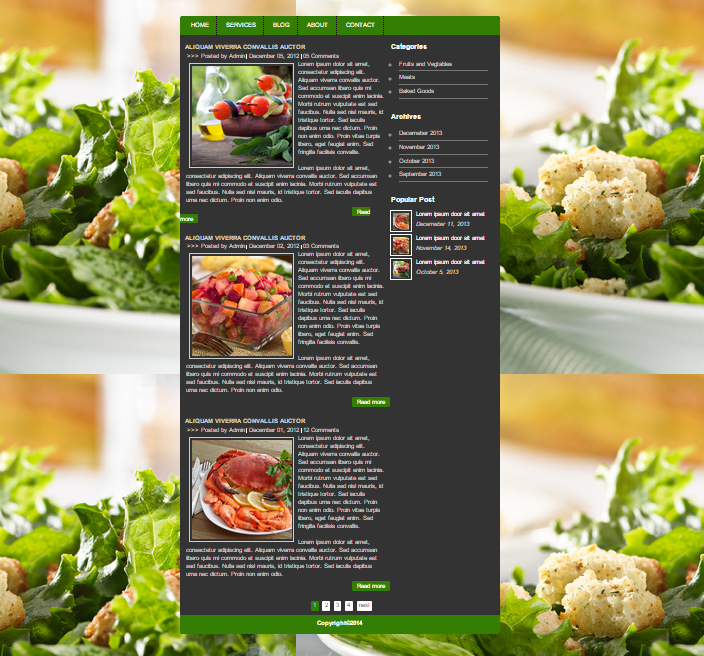 HOME SERVICES BLOG ABOUT CONTACT
ALIQUAM VIVERRA CONVALLIS AUCTOR
>>> Posted by Admin| December 05, 2012 |05 Comments
Lorem ipsum dolor sit amet,
consectetur adipiscing elit.
Aliquam viverra convallis auctor.
Sed accumsan libero quis mi
commodo et suscipit enim lacinia.
Morbi rutrum vulputate est sed
faucibus. Nulla sed nisl mauris, id
tristique tortor. Sed iaculis
dapibus urna nec dictum. Proin
non enim odio. Proin vitae turpis
libero, eget feugiat enim. Sed
fringilla facilisis convallis.
Lorem ipsum dolor sit amet,
consectetur adipiscing elit. Aliquam viverra convallis auctor. Sed accumsan
libero quis mi commodo et suscipit enim lacinia. Morbi rutrum vulputate est
sed faucibus. Nulla sed nisl mauris, id tristique tortor. Sed iaculis dapibus
urna nec dictum. Proin non enim odio.
Read
more
ALIQUAM VIVERRA CONVALLIS AUCTOR
>>> Posted by Admin| December 02, 2012 |03 Comments
Lorem ipsum dolor sit amet,
consectetur adipiscing elit.
Aliquam viverra convallis auctor.
Sed accumsan libero quis mi
commodo et suscipit enim lacinia.
Morbi rutrum vulputate est sed
faucibus. Nulla sed nisl mauris, id
tristique tortor. Sed iaculis
dapibus urna nec dictum. Proin
non enim odio. Proin vitae turpis
libero, eget feugiat enim. Sed
fringilla facilisis convallis.
Lorem ipsum dolor sit amet,
consectetur adipiscing elit. Aliquam viverra convallis auctor. Sed accumsan
libero quis mi commodo et suscipit enim lacinia. Morbi rutrum vulputate est
sed faucibus. Nulla sed nisl mauris, id tristique tortor. Sed iaculis dapibus
urna nec dictum. Proin non enim odio.
Read more
ALIQUAM VIVERRA CONVALLIS AUCTOR
>>> Posted by Admin| December 01, 2012 |12 Comments
Lorem ipsum dolor sit amet,
consectetur adipiscing elit.
Aliquam viverra convallis auctor.
Sed accumsan libero quis mi
commodo et suscipit enim lacinia.
Morbi rutrum vulputate est sed
faucibus. Nulla sed nisl mauris, id
tristique tortor. Sed iaculis
dapibus urna nec dictum. Proin
non enim odio. Proin vitae turpis
libero, eget feugiat enim. Sed
fringilla facilisis convallis.
Lorem ipsum dolor sit amet,
consectetur adipiscing elit. Aliquam viverra convallis auctor. Sed accumsan
libero quis mi commodo et suscipit enim lacinia. Morbi rutrum vulputate est
sed faucibus. Nulla sed nisl mauris, id tristique tortor. Sed iaculis dapibus
urna nec dictum. Proin non enim odio.
Read more
1 2 3 4 next
Categories
Fruits and Vegtables
Meats
Baked Goods
Archives
Decemeber 2013
November 2013
October 2013
September 2013
Popular Post
Lorem ipsum door sit amet
Decemeber 11, 2013
Lorem ipsum door sit amet
November 14, 2013
Lorem ipsum door sit amet
October 5, 2013
Copyright©2014